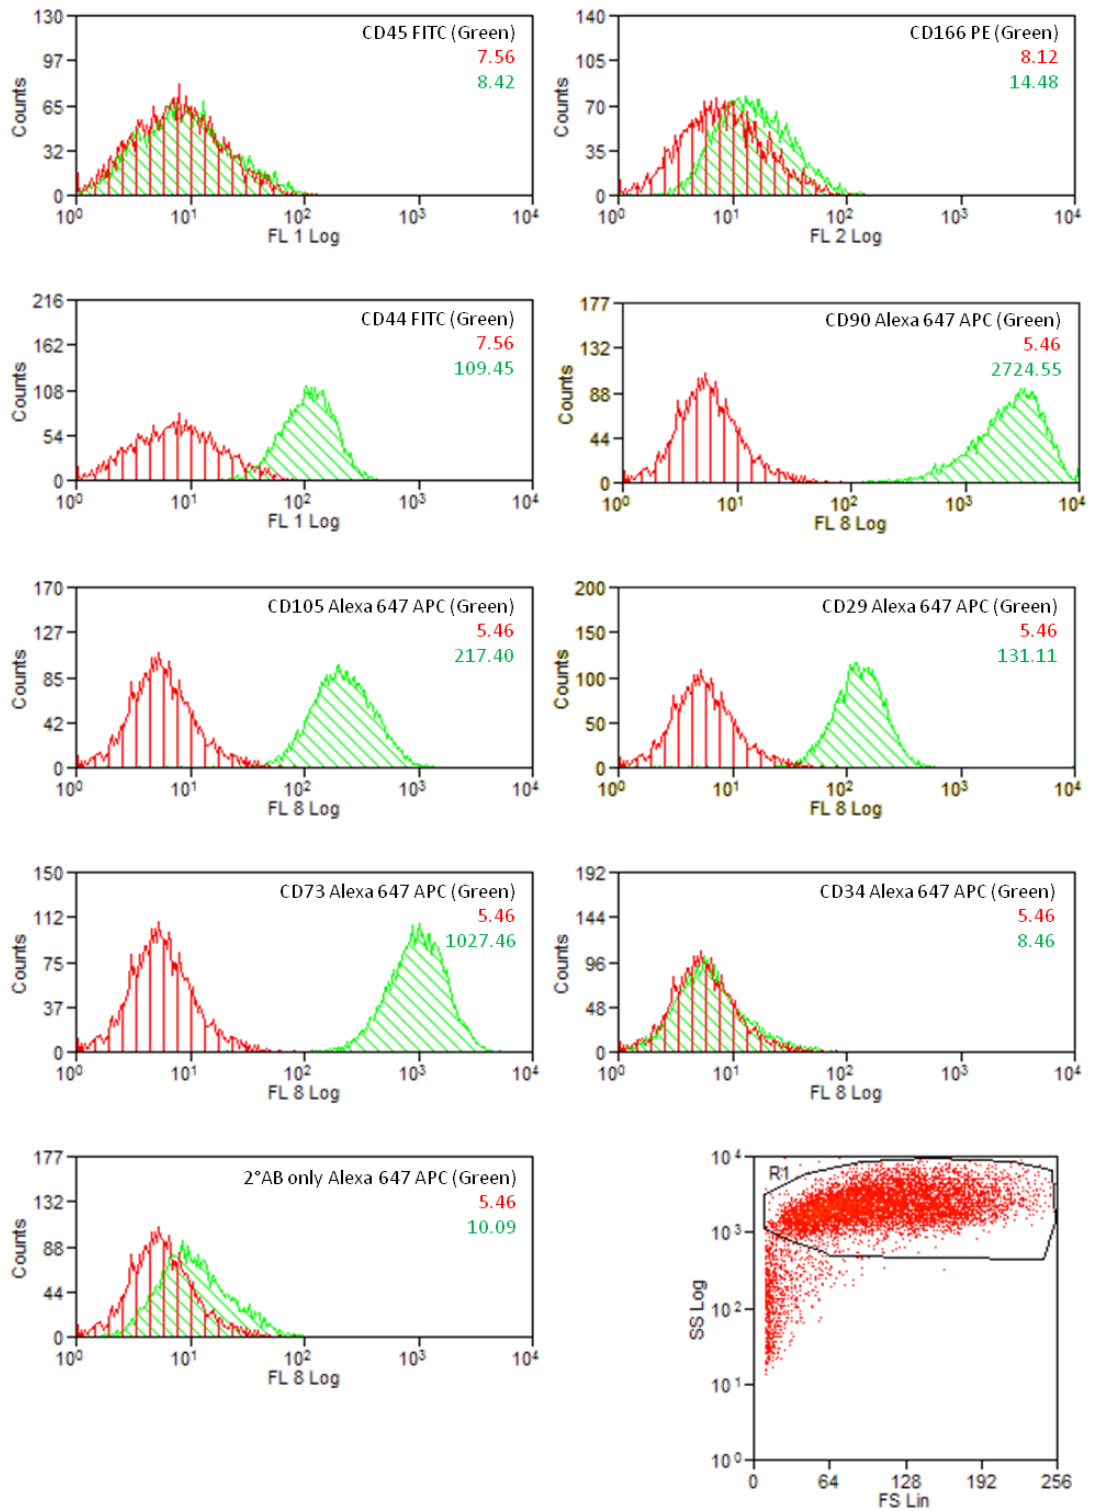 130
97
65
32
0
Counts
CD45 FITC (Green)
7.56
8.42
10⁰ 10¹ 10² 10³ 10⁴
FL 1 Log
140
105
70
35
0
Counts
CD166 PE (Green)
8.12
14.48
10⁰ 10¹ 10² 10³ 10⁴
FL 2 Log
216
162
108
54
0
Counts
CD44 FITC (Green)
7.56
109.45
10⁰ 10¹ 10² 10³ 10⁴
FL 1 Log
177
132
88
44
0
Counts
CD90 Alexa 647 APC (Green)
5.46
2724.55
10⁰ 10¹ 10² 10³ 10⁴
FL 8 Log
170
127
85
42
0
Counts
CD105 Alexa 647 APC (Green)
5.46
217.40
10⁰ 10¹ 10² 10³ 10⁴
FL 8 Log
200
150
100
50
0
Counts
CD29 Alexa 647 APC (Green)
5.46
131.11
10⁰ 10¹ 10² 10³ 10⁴
FL 8 Log
150
112
75
37
0
Counts
CD73 Alexa 647 APC (Green)
5.46
1027.46
10⁰ 10¹ 10² 10³ 10⁴
FL 8 Log
192
144
96
48
0
Counts
CD34 Alexa 647 APC (Green)
5.46
8.46
10⁰ 10¹ 10² 10³ 10⁴
FL 8 Log
177
132
88
44
0
Counts
2°AB only Alexa 647 APC (Green)
5.46
10.09
10⁰ 10¹ 10² 10³ 10⁴
FL 8 Log
10⁴
10³
10²
10¹
10⁰
SS Log
R1
0 64 128 192 256
FS Lin